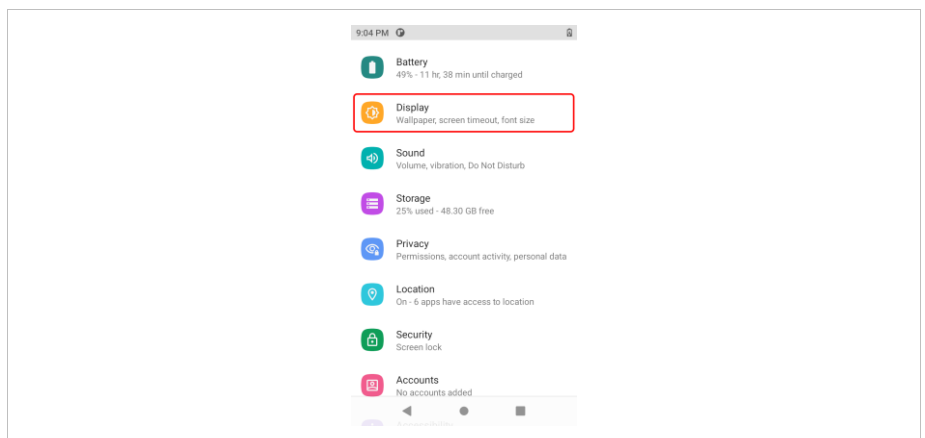 9:04 PM
Battery
49% - 11 hr, 38 min until charged
Display
Wallpaper, screen timeout, font size
Sound
Volume, vibration, Do Not Disturb
Storage
25% used - 48.30 GB free
Privacy
Permissions, account activity, personal data
Location
On - 6 apps have access to location
Security
Screen lock
Accounts
No accounts added